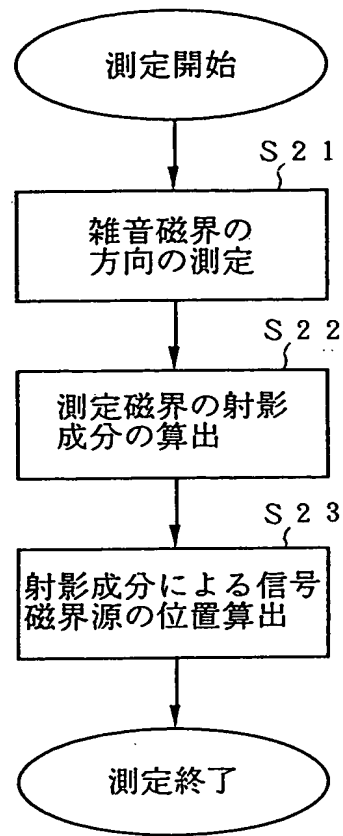 測定開始
S21
雑音磁界の
方向の測定
S22
測定磁界の射影
成分の算出
S23
射影成分による信号
磁界源の位置算出
測定終了